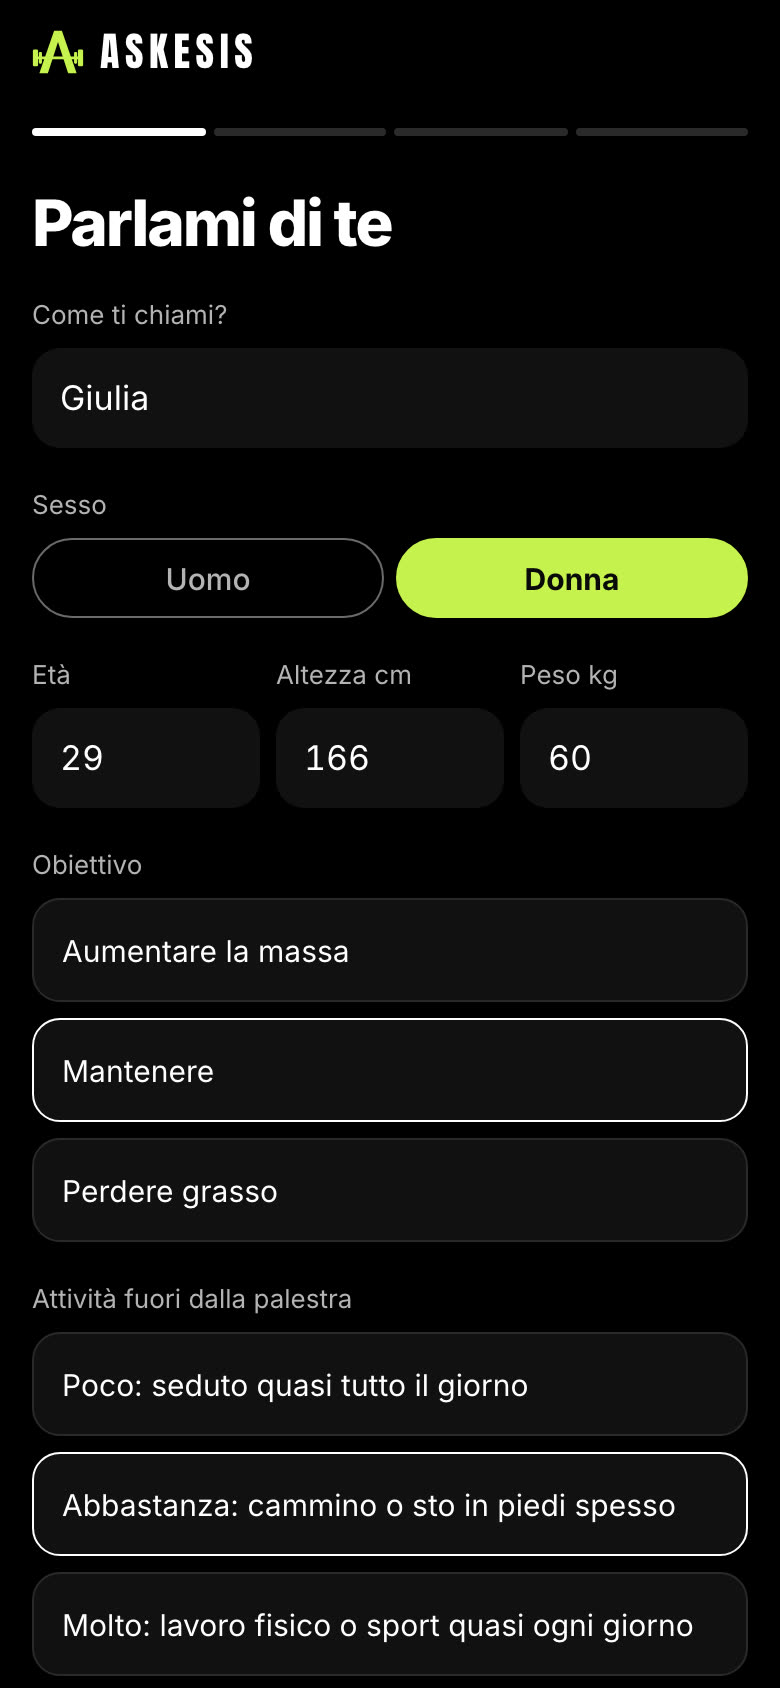 ASKESIS
Parlami di te
Come ti chiami?
Giulia
Sesso
Uomo Donna
Età Altezza cm Peso kg
29 166 60
Obiettivo
Aumentare la massa
Mantenere
Perdere grasso
Attività fuori dalla palestra
Poco: seduto quasi tutto il giorno
Abbastanza: cammino o sto in piedi spesso
Molto: lavoro fisico o sport quasi ogni giorno